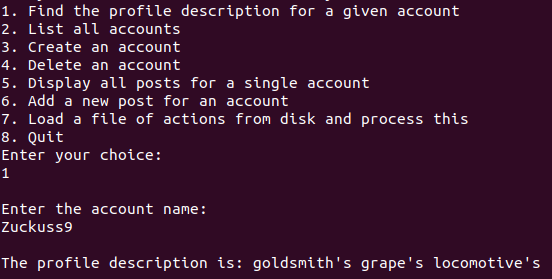 1. Find the profile description for a given account
2. List all accounts
3. Create an account
4. Delete an account
5. Display all posts for a single account
6. Add a new post for an account
7. Load a file of actions from disk and process this
8. Quit
Enter your choice:
1
Enter the account name:
Zuckuss9
The profile description is: goldsmith's grape's locomotive's